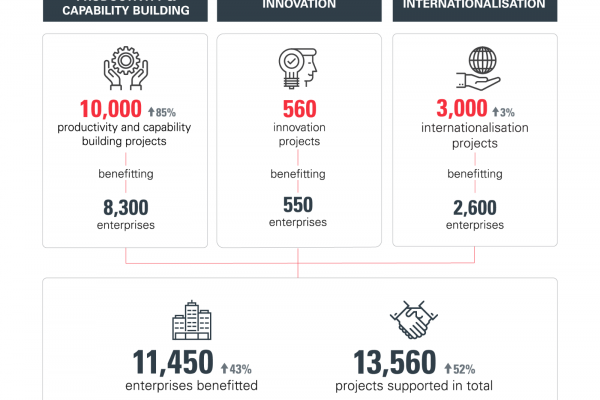 CAPABILITY BUILDING
INNOVATION
INTERNATIONALISATION
10,000 ↑85%
productivity and capability
building projects
benefitting
8,300
enterprises
560
innovation
projects
benefitting
550
enterprises
3,000 ↑3%
internationalisation
projects
benefitting
2,600
enterprises
11,450 ↑43%
enterprises benefitted
13,560 ↑52%
projects supported in total